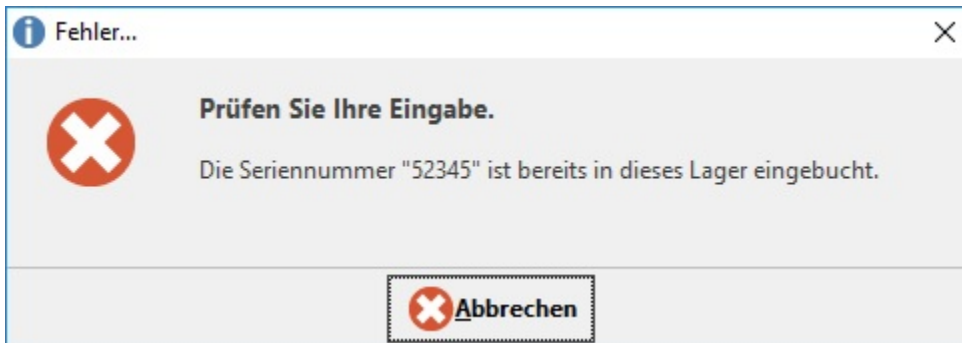 Fehler...
Prüfen Sie Ihre Eingabe.
Die Seriennummer "52345" ist bereits in dieses Lager eingebucht.
Abbrechen